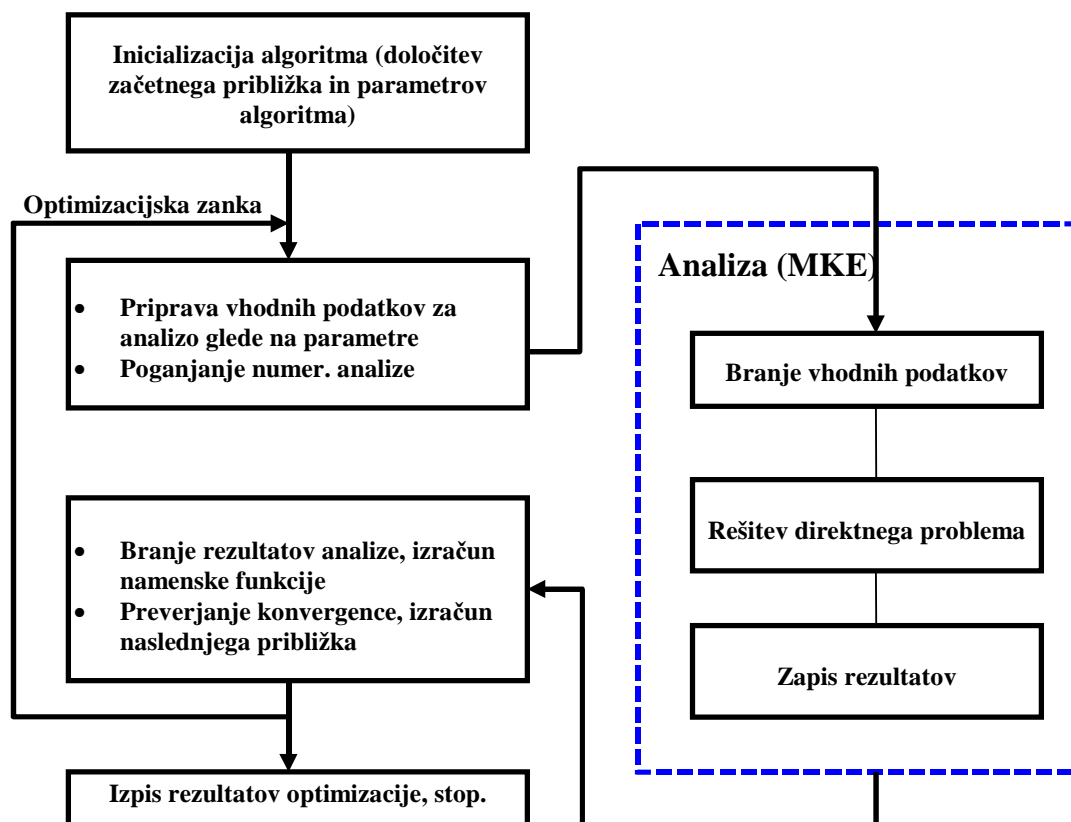 Inicializacija algoritma (določitev
začetnega približka in parametrov
algoritma)
Optimizacijska zanka
• Priprava vhodnih podatkov za
analizo glede na parametre
• Poganjanje numer. analize
• Branje rezultatov analize, izračun
namenske funkcije
• Preverjanje konvergence, izračun
naslednjega približka
Izpis rezultatov optimizacije, stop.
Analiza (MKE)
Branje vhodnih podatkov
Rešitev direktnega problema
Zapis rezultatov